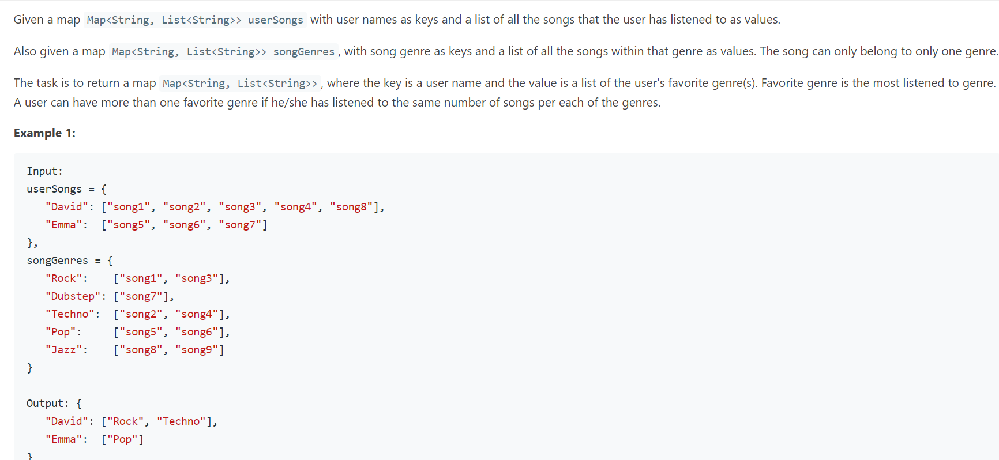 Given a map Map<String, List<String>> userSongs with user names as keys and a list of all the songs that the user has listened to as values.
Also given a map Map<String, List<String>> songGenres, with song genre as keys and a list of all the songs within that genre as values. The song can only belong to only one genre.
The task is to return a map Map<String, List<String>>, where the key is a user name and the value is a list of the user's favorite genre(s). Favorite genre is the most listened to genre.
A user can have more than one favorite genre if he/she has listened to the same number of songs per each of the genres.
Example 1:
Input:
userSongs = {
   "David": ["song1", "song2", "song3", "song4", "song8"],
   "Emma":  ["song5", "song6", "song7"]
},
songGenres = {
   "Rock":    ["song1", "song3"],
   "Dubstep": ["song7"],
   "Techno":  ["song2", "song4"],
   "Pop":     ["song5", "song6"],
   "Jazz":    ["song8", "song9"]
}
Output: {
   "David": ["Rock", "Techno"],
   "Emma":  ["Pop"]
}